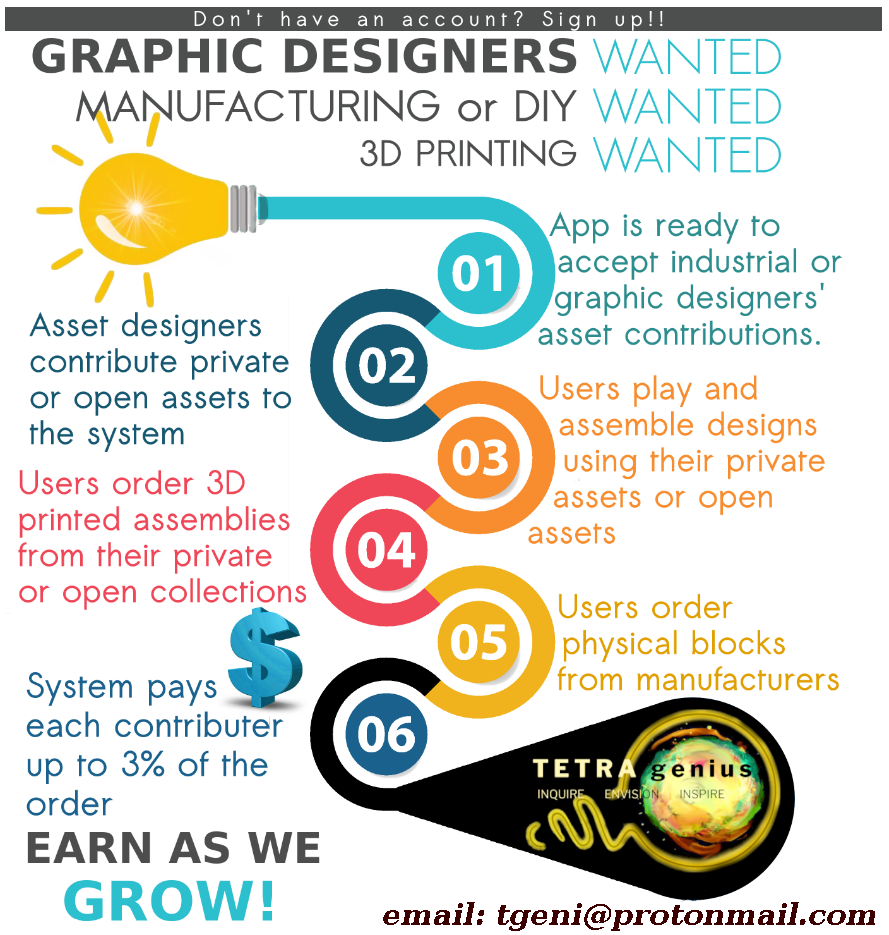 Don't have an account? Sign up!!
GRAPHIC DESIGNERS WANTED
MANUFACTURING or DIY WANTED
3D PRINTING WANTED
01
App is ready to
accept industrial or
graphic designers'
asset contributions.
02
Asset designers
contribute private
or open assets to
the system
03
Users play and
assemble designs
using their private
assets or open
assets
04
Users order 3D
printed assemblies
from their private
or open collections
05
Users order
physical blocks
from manufacturers
$
06
System pays
each contributer
up to 3% of the
order
TETRA genius
INQUIRE ENVISION INSPIRE
EARN AS WE
GROW!
email: tgeni@protonmail.com